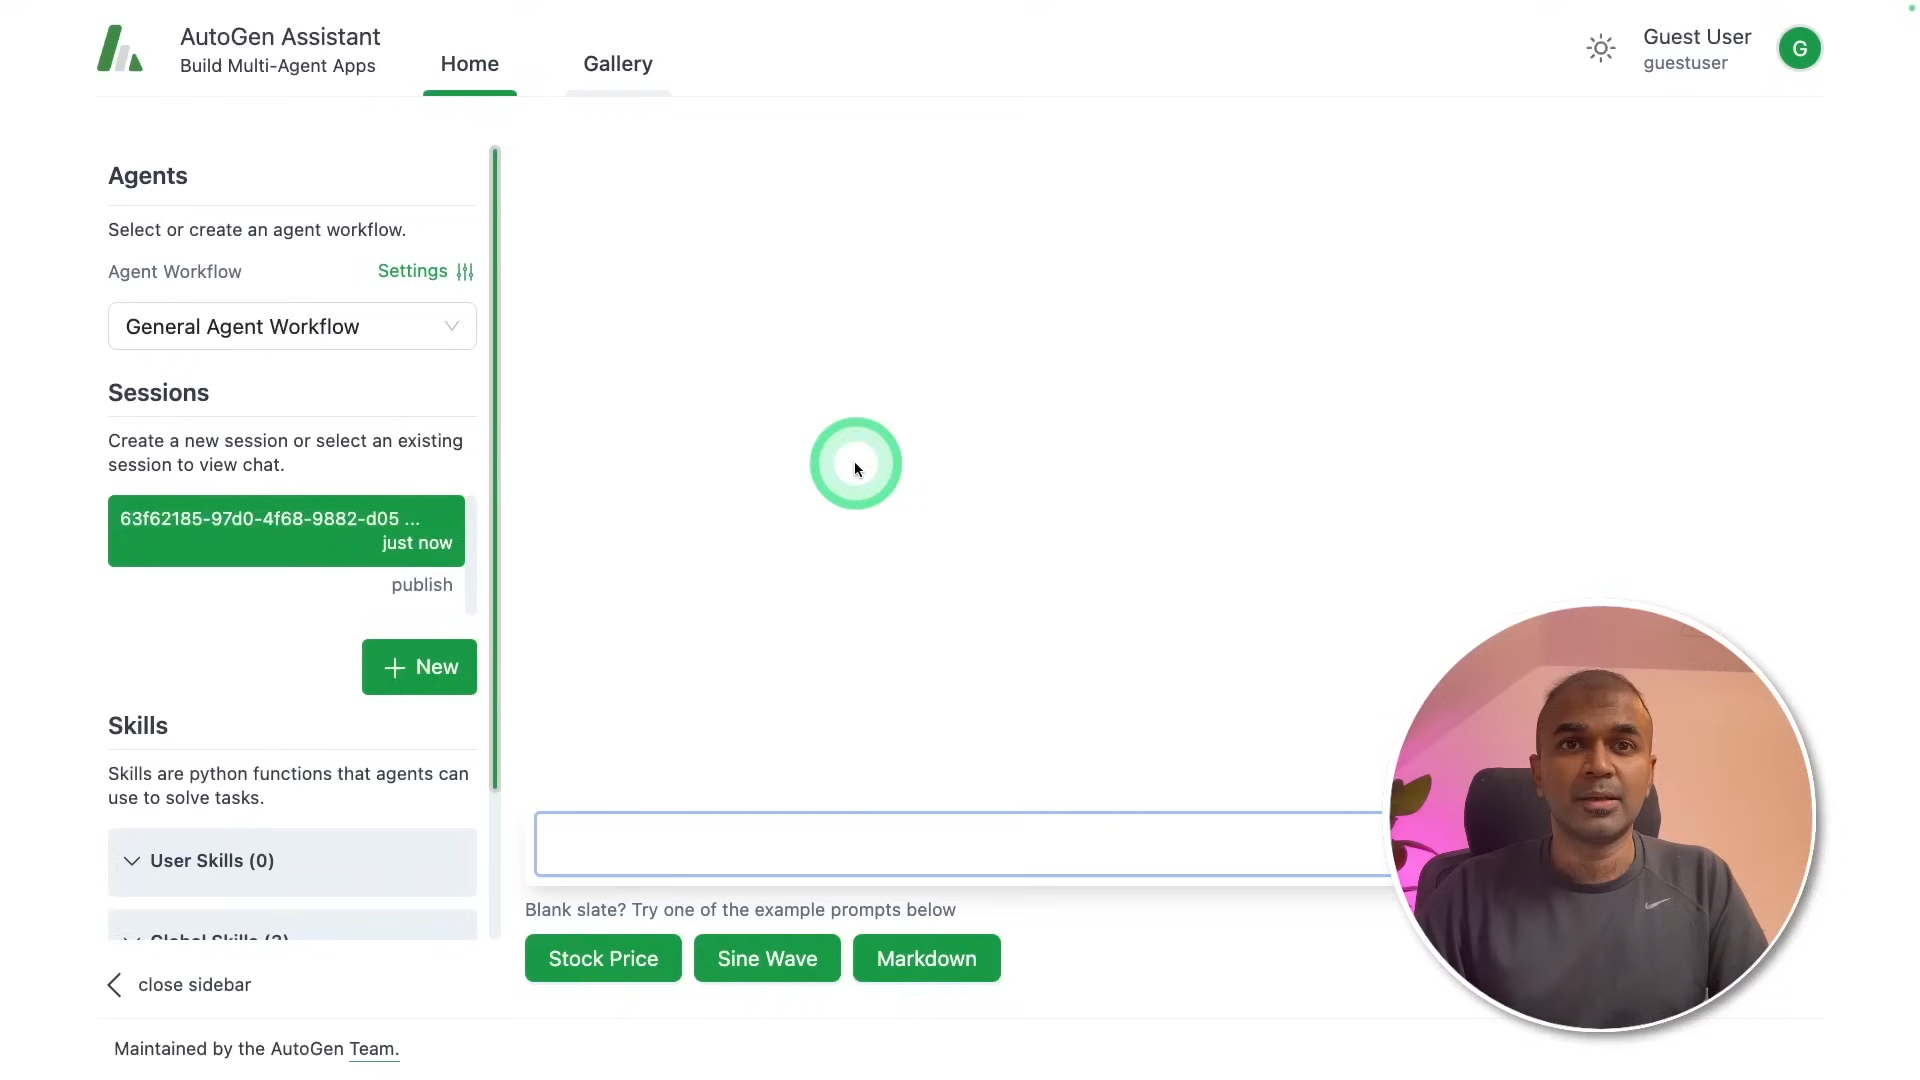 AutoGen Assistant
Build Multi-Agent Apps
Home
Gallery
Guest User
guestuser
G
Agents
Select or create an agent workflow.
Agent Workflow
Settings
General Agent Workflow
Sessions
Create a new session or select an existing
session to view chat.
63f62185-97d0-4f68-9882-d05 ...
just now
publish
New
Skills
Skills are python functions that agents can
use to solve tasks.
User Skills (0)
Blank slate? Try one of the example prompts below
Stock Price
Sine Wave
Markdown
close sidebar
Maintained by the AutoGen Team.